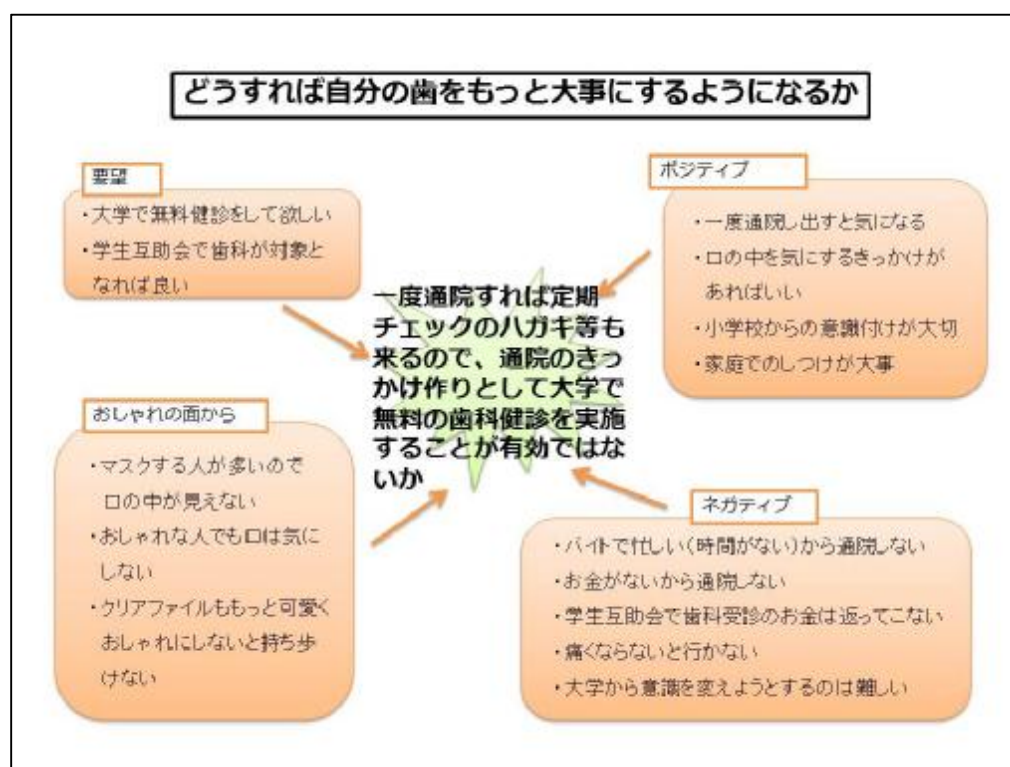 どうすれば自分の歯をもっと大事にするようになるか
要望
・大学で無料健診をして欲しい
・学生互助会で歯科が対象と
なれば良い
ポジティブ
・一度通院し出すと気になる
・口の中を気にするきっかけが
あればいい
・小学校からの意識付けが大切
・家庭でのしつけが大事
一度通院すれば定期
チェックのハガキ等も
来るので、通院のきっ
かけ作りとして大学で
無料の歯科健診を実施
することが有効ではな
いか
おしゃれの面から
・マスクする人が多いので
口の中が見えない
・おしゃれな人でも口は気に
しない
・クリアファイルももっと可愛く
おしゃれにしないと持ち歩
けない
ネガティブ
・バイトで忙しい(時間がない)から通院しない
・お金がないから通院しない
・学生互助会で歯科受診のお金は返ってこない
・痛くならないと行かない
・大学から意識を変えようとするのは難しい